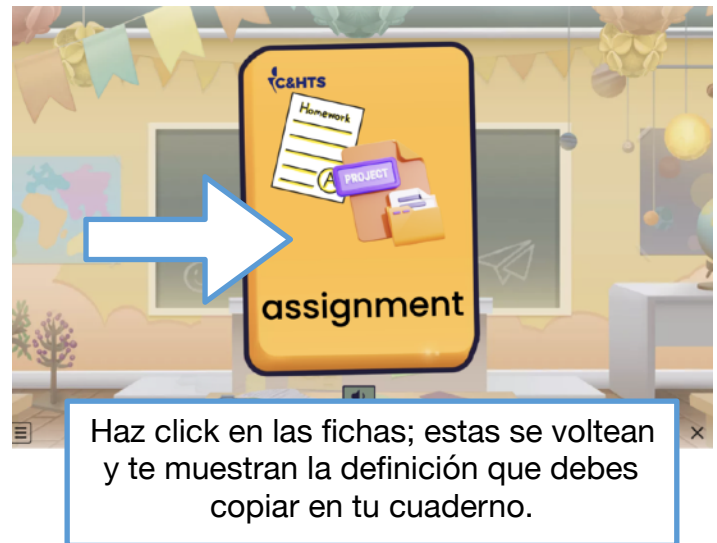 C&HTS
Homework
A
PROJECT
assignment
Haz click en las fichas; estas se voltean
y te muestran la definición que debes
copiar en tu cuaderno.